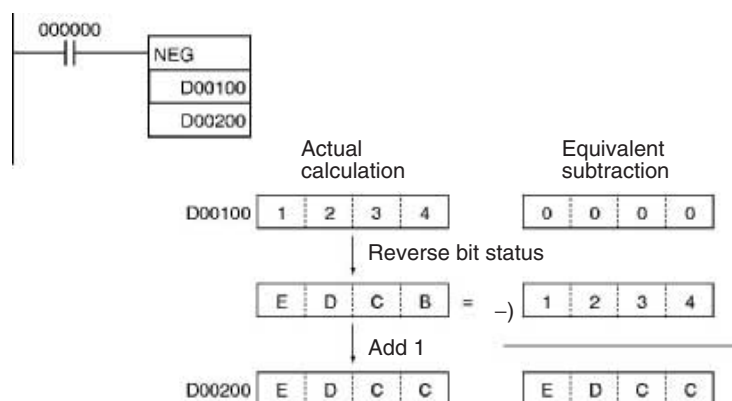 000000
NEG
D00100
D00200
Actual
calculation
Equivalent
subtraction
D00100 1 2 3 4
0 0 0 0
Reverse bit status
E D C B = –) 1 2 3 4
Add 1
D00200 E D C C
E D C C